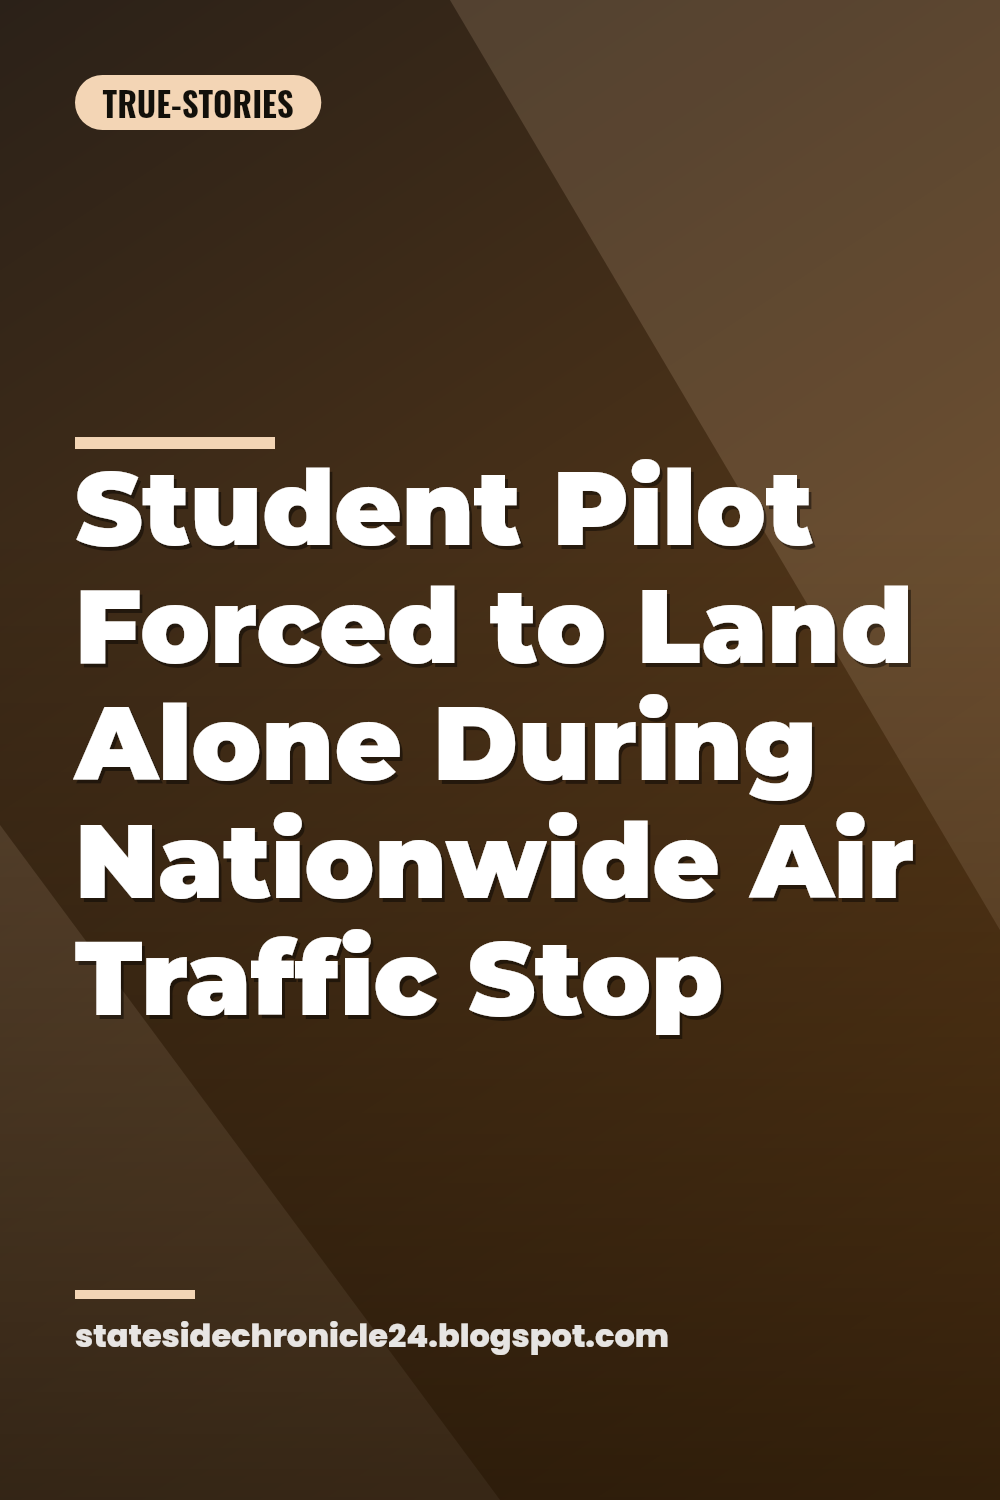 TRUE-STORIES
Student Pilot
Forced to Land
Alone During
Nationwide Air
Traffic Stop
statesidechronicle24.blogspot.com